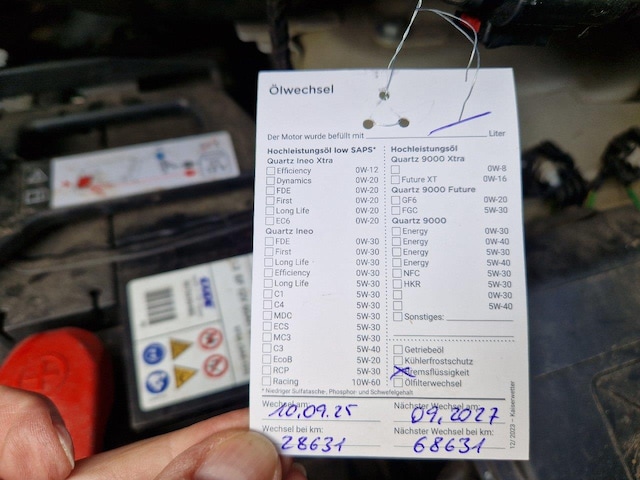 Ölwechsel
Der Motor wurde befüllt mit Liter
Hochleistungsöl low SAPS*
Quartz Ineo Xtra
Efficiency 0W-12
Dynamics 0W-20
FDE 0W-20
First 0W-20
Long Life 0W-20
EC6 0W-20
Quartz Ineo
FDE 0W-30
First 0W-30
Long Life 0W-30
Efficiency 0W-30
Long Life 5W-30
C1 5W-30
C4 5W-30
MDC 5W-30
ECS 5W-30
MC3 5W-30
C3 5W-40
EcoB 5W-20
RCP 5W-30
Racing 10W-60
* Niedriger Sulfatasche-, Phosphor- und Schwefelgehalt
Hochleistungsöl
Quartz 9000 Xtra
0W-8
Future XT 0W-16
Quartz 9000 Future
GF6 0W-20
FGC 5W-30
Quartz 9000
Energy 0W-30
Energy 0W-40
Energy 5W-30
Energy 5W-40
NFC 5W-30
HKR 5W-30
0W-30
5W-40
Sonstiges:
Getriebeöl
Kühlerfrostschutz
Bremsflüssigkeit
Ölfilterwechsel
Wechsel am:
10.09.25
Nächster Wechsel am:
09.2027
Wechsel bei km:
28631
Nächster Wechsel bei km:
68631
12/2023 – Kaiserwetter